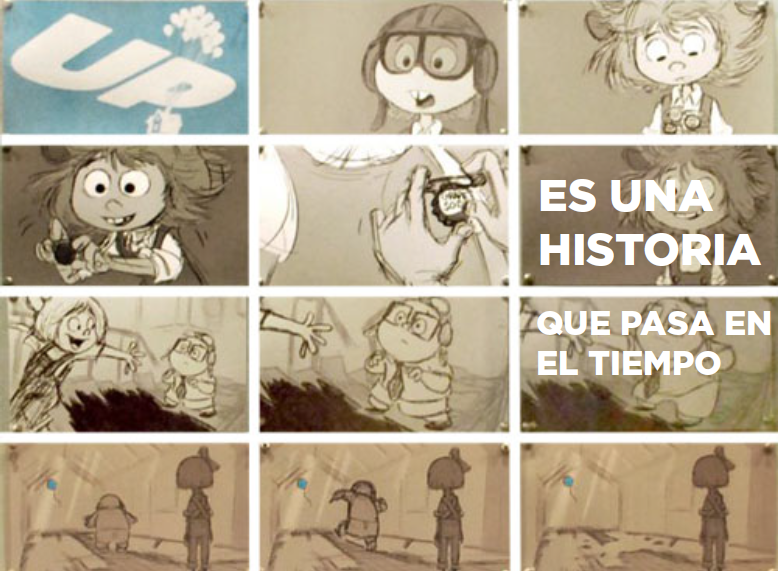 UP
ES UNA
HISTORIA
QUE PASA EN
EL TIEMPO